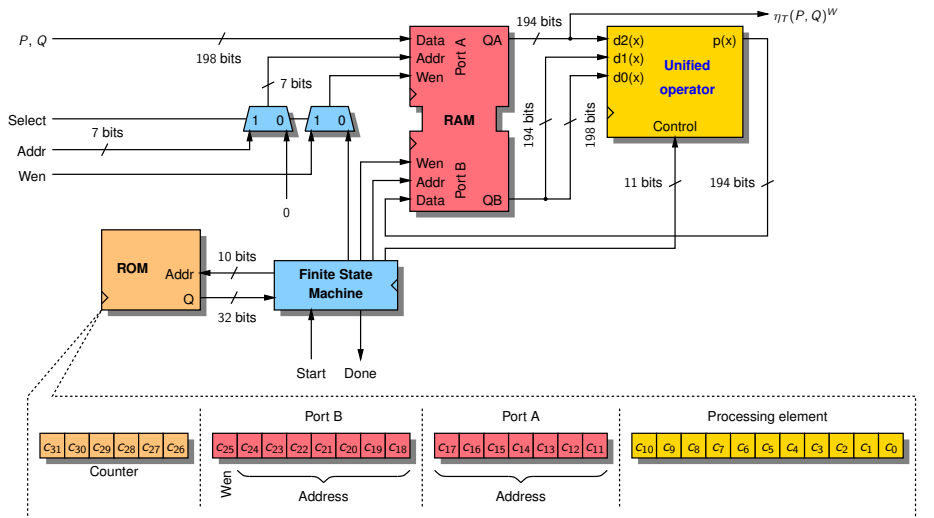 194 bits
η_T(P, Q)^W
P, Q
198 bits
Data
Addr
Wen
Port A
QA
d2(x)
d1(x)
d0(x)
p(x)
Unified
operator
Control
7 bits
Select
1 0
1 0
RAM
194 bits
198 bits
7 bits
Addr
Wen
0
Wen
Addr
Data
Port B
QB
11 bits
194 bits
ROM
Addr
Q
10 bits
32 bits
Finite State
Machine
Start
Done
Port B
Port A
Processing element
c31 c30 c29 c28 c27 c26
c25 c24 c23 c22 c21 c20 c19 c18
c17 c16 c15 c14 c13 c12 c11
c10 c9 c8 c7 c6 c5 c4 c3 c2 c1 c0
Counter
Wen
Address
Address